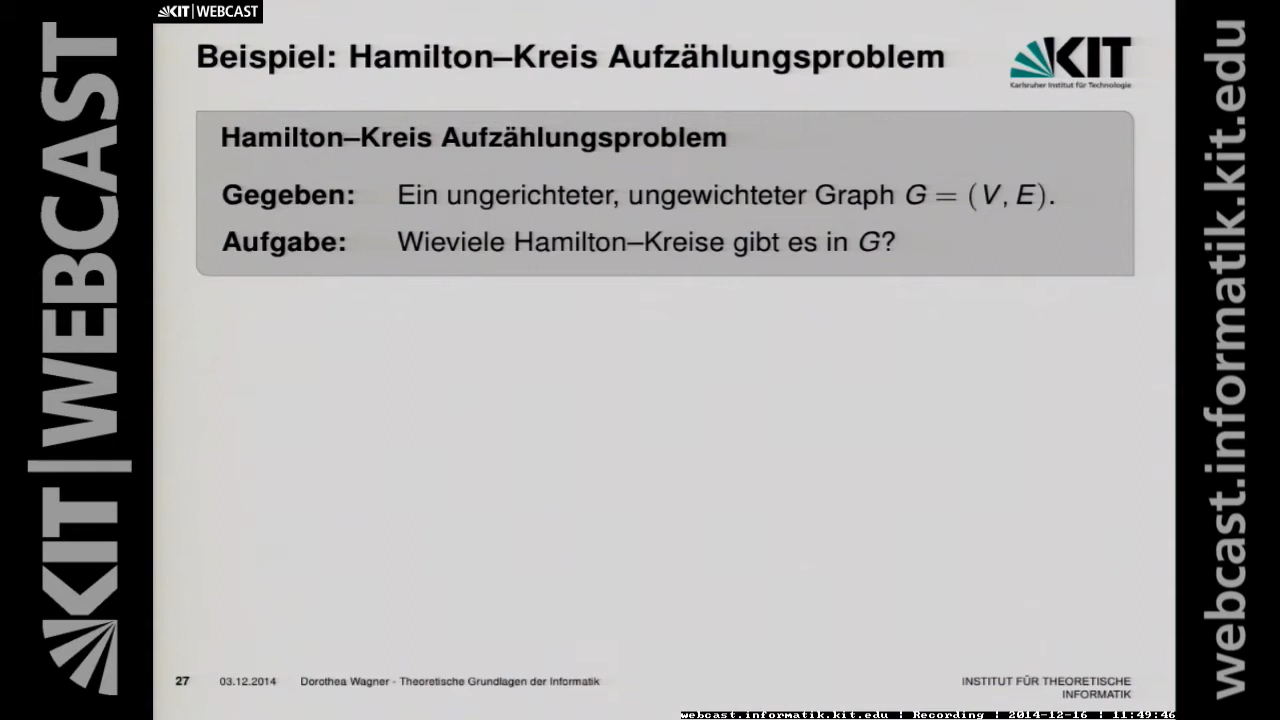 KIT | WEBCAST
KIT | WEBCAST
Beispiel: Hamilton–Kreis Aufzählungsproblem
KIT
Karlsruher Institut für Technologie
Hamilton–Kreis Aufzählungsproblem
Gegeben: Ein ungerichteter, ungewichteter Graph G = (V, E).
Aufgabe: Wieviele Hamilton–Kreise gibt es in G?
27 03.12.2014 Dorothea Wagner - Theoretische Grundlagen der Informatik
INSTITUT FÜR THEORETISCHE
INFORMATIK
webcast.informatik.kit.edu
webcast.informatik.kit.edu | Recording | 2014-12-16 | 11:49:46